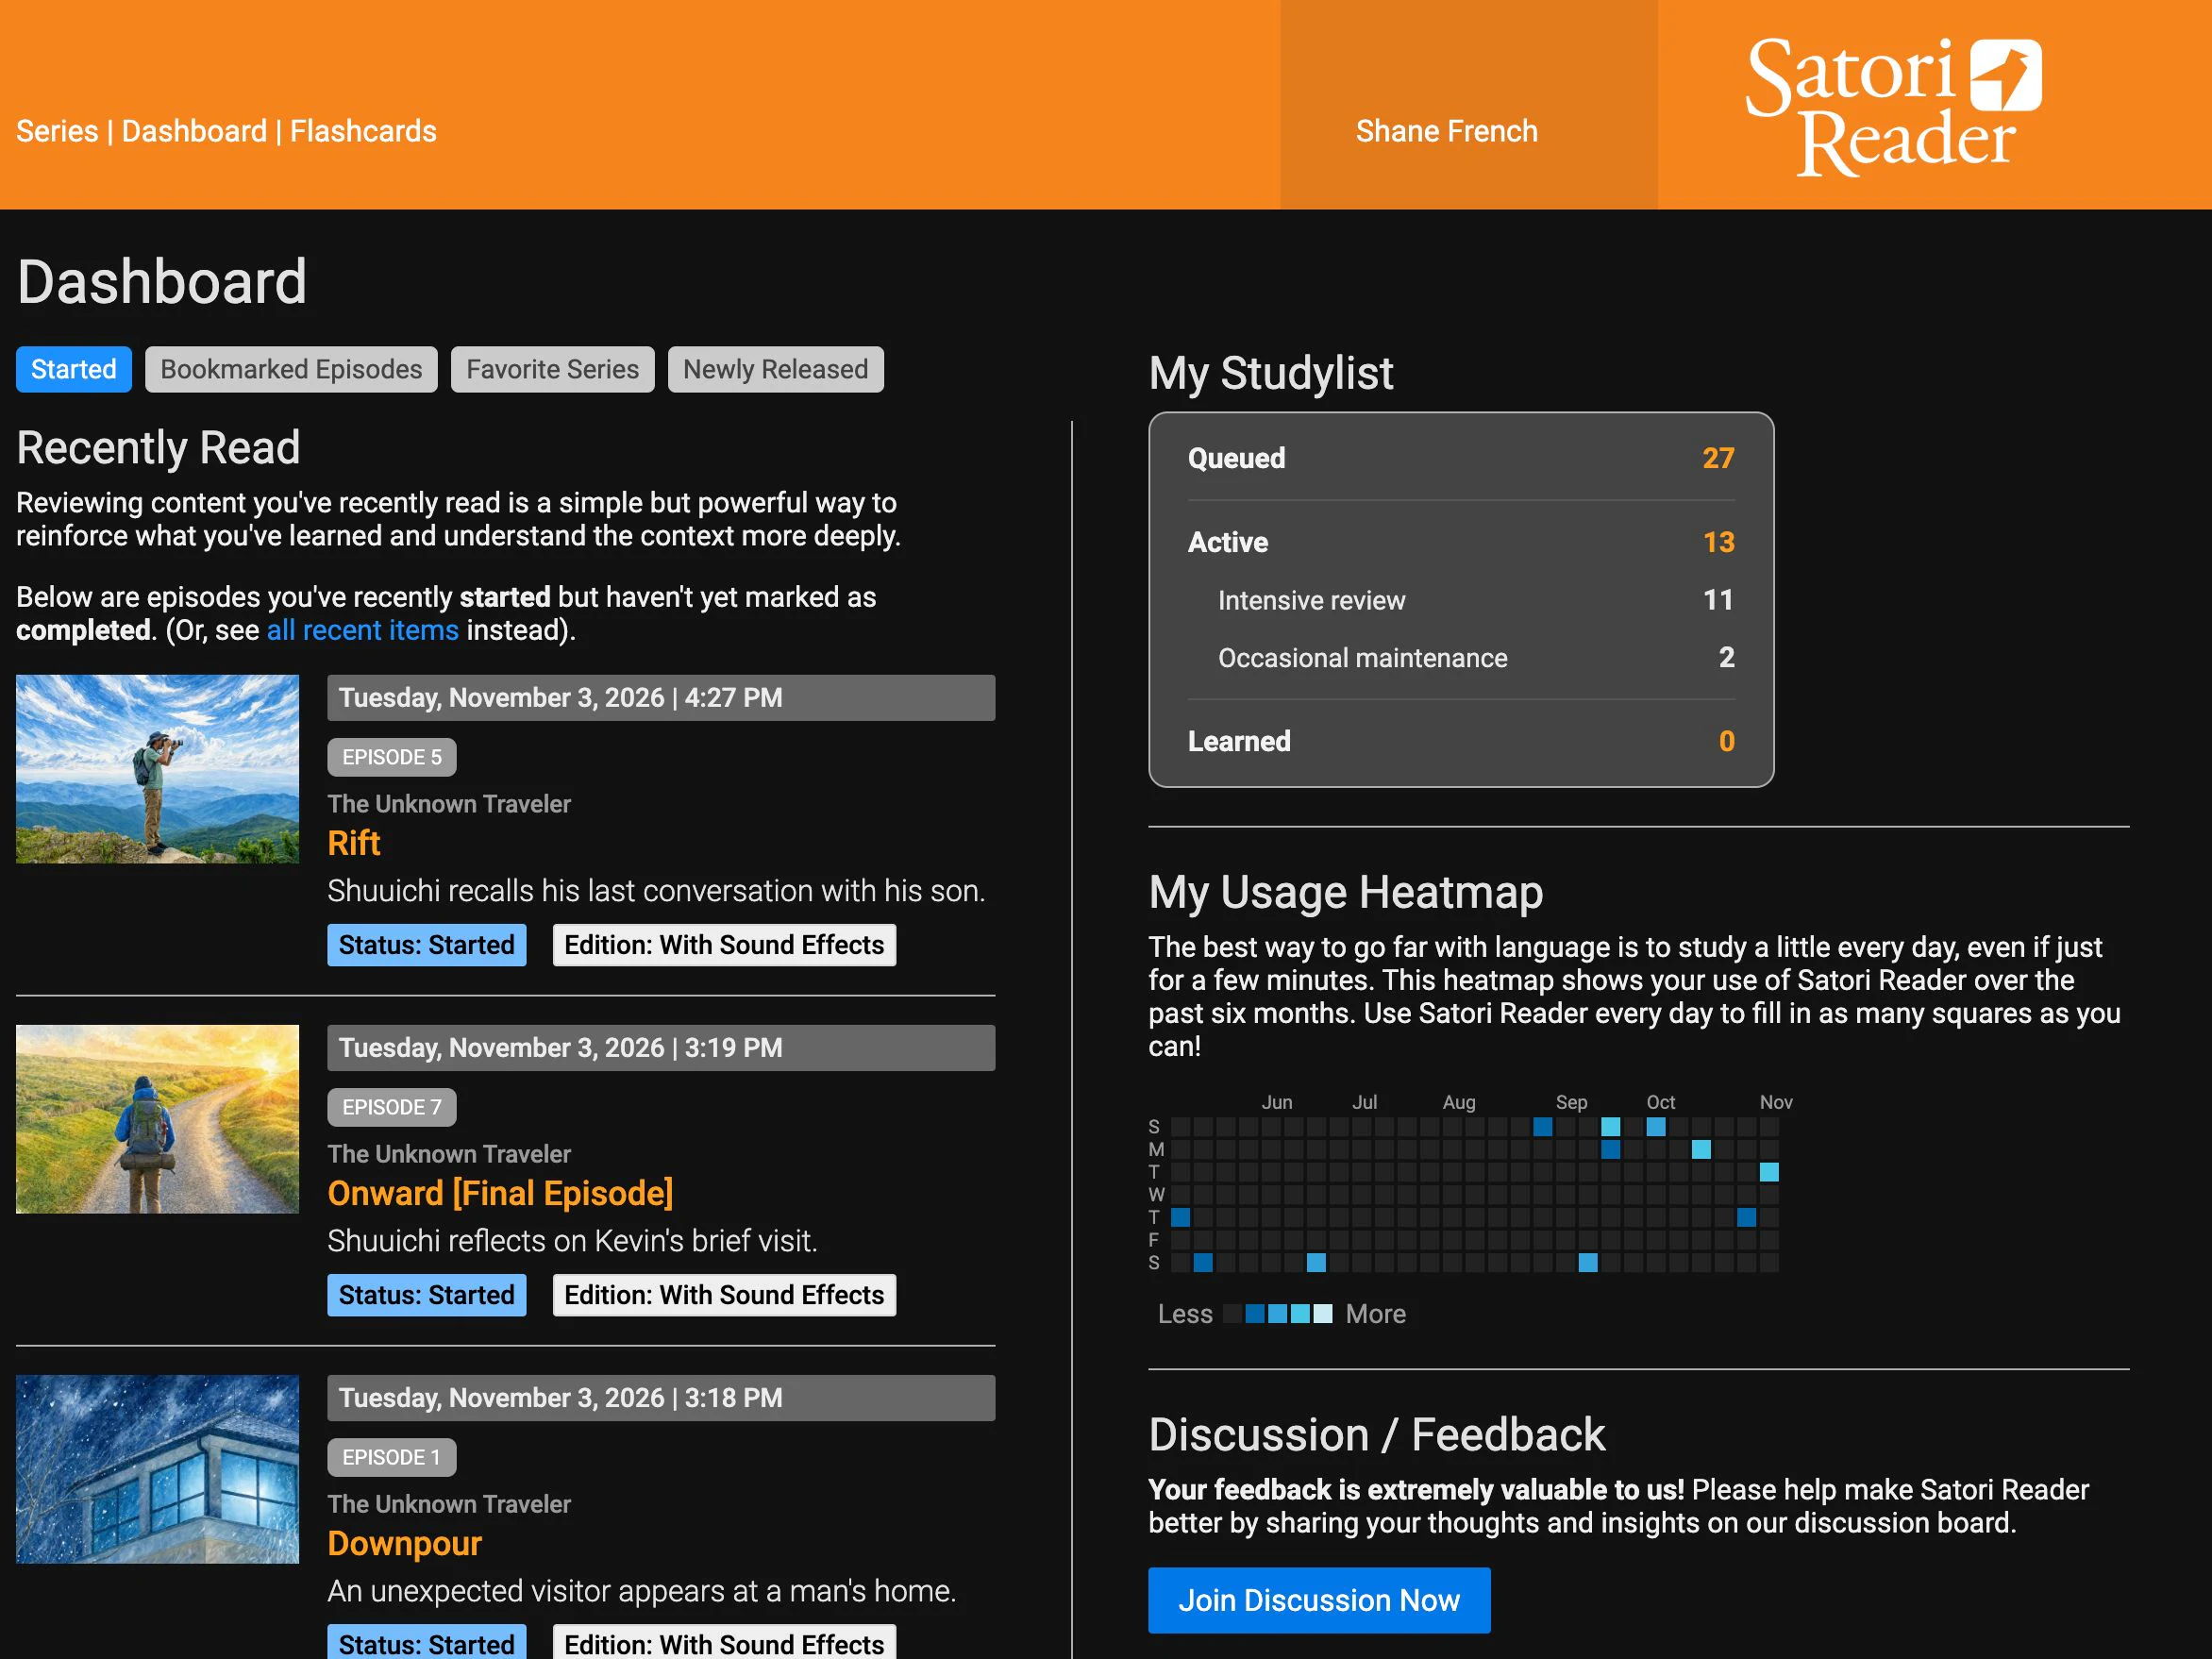 Series | Dashboard | Flashcards
Shane French
Satori
Reader
Dashboard
Started
Bookmarked Episodes
Favorite Series
Newly Released
Recently Read
Reviewing content you've recently read is a simple but powerful way to
reinforce what you've learned and understand the context more deeply.
Below are episodes you've recently started but haven't yet marked as
completed. (Or, see all recent items instead).
Tuesday, November 3, 2026 | 4:27 PM
EPISODE 5
The Unknown Traveler
Rift
Shuuichi recalls his last conversation with his son.
Status: Started
Edition: With Sound Effects
Tuesday, November 3, 2026 | 3:19 PM
EPISODE 7
The Unknown Traveler
Onward [Final Episode]
Shuuichi reflects on Kevin's brief visit.
Status: Started
Edition: With Sound Effects
Tuesday, November 3, 2026 | 3:18 PM
EPISODE 1
The Unknown Traveler
Downpour
An unexpected visitor appears at a man's home.
Status: Started
Edition: With Sound Effects
My Studylist
Queued 27
Active 13
Intensive review 11
Occasional maintenance 2
Learned 0
My Usage Heatmap
The best way to go far with language is to study a little every day, even if just
for a few minutes. This heatmap shows your use of Satori Reader over the
past six months. Use Satori Reader every day to fill in as many squares as you
can!
Jun Jul Aug Sep Oct Nov
S
M
T
W
T
F
S
Less More
Discussion / Feedback
Your feedback is extremely valuable to us! Please help make Satori Reader
better by sharing your thoughts and insights on our discussion board.
Join Discussion Now